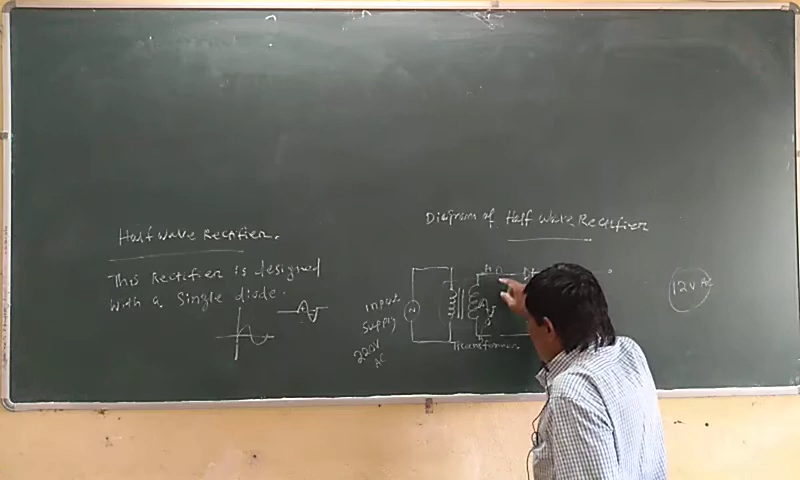 Half Wave Rectifier.
This Rectifier is designed
with a Single diode.
Diagram of Half Wave Rectifier
Input
Supply
220V
AC
N
Transformer
12V AC